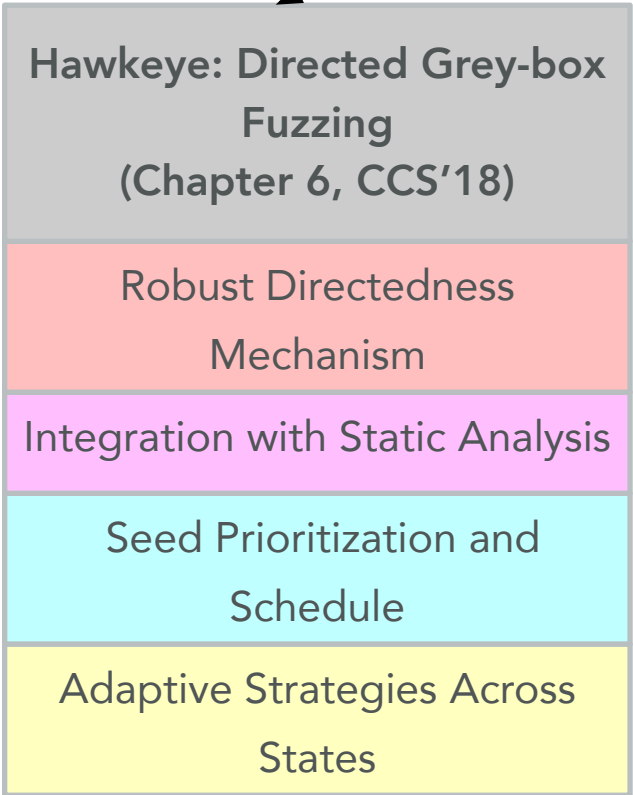 Hawkeye: Directed Grey-box
Fuzzing
(Chapter 6, CCS’18)
Robust Directedness
Mechanism
Integration with Static Analysis
Seed Prioritization and
Schedule
Adaptive Strategies Across
States